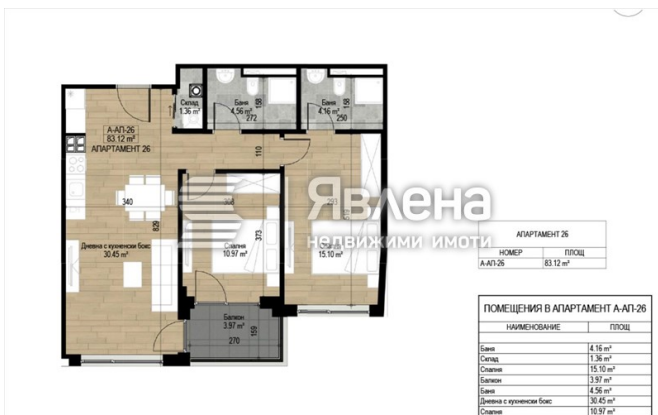 Склад
1.36 m²
Баня
4.56 m²
158
272
Баня
4.16 m²
158
250
А-АП-26
83.12 m²
АПАРТАМЕНТ 26
110
340
829
368
293
Явлена
недвижими имоти
373
Дневна с кухненски бокс
30.45 m²
Спалня
10.97 m²
Спалня
15.10 m²
Балкон
3.97 m²
159
270
АПАРТАМЕНТ 26
НОМЕР ПЛОЩ
А-АП-26 83.12 m²
ПОМЕЩЕНИЯ В АПАРТАМЕНТ А-АП-26
НАИМЕНОВАНИЕ ПЛОЩ
Баня 4.16 m²
Склад 1.36 m²
Спалня 15.10 m²
Балкон 3.97 m²
Баня 4.56 m²
Дневна с кухненски бокс 30.45 m²
Спалня 10.97 m²